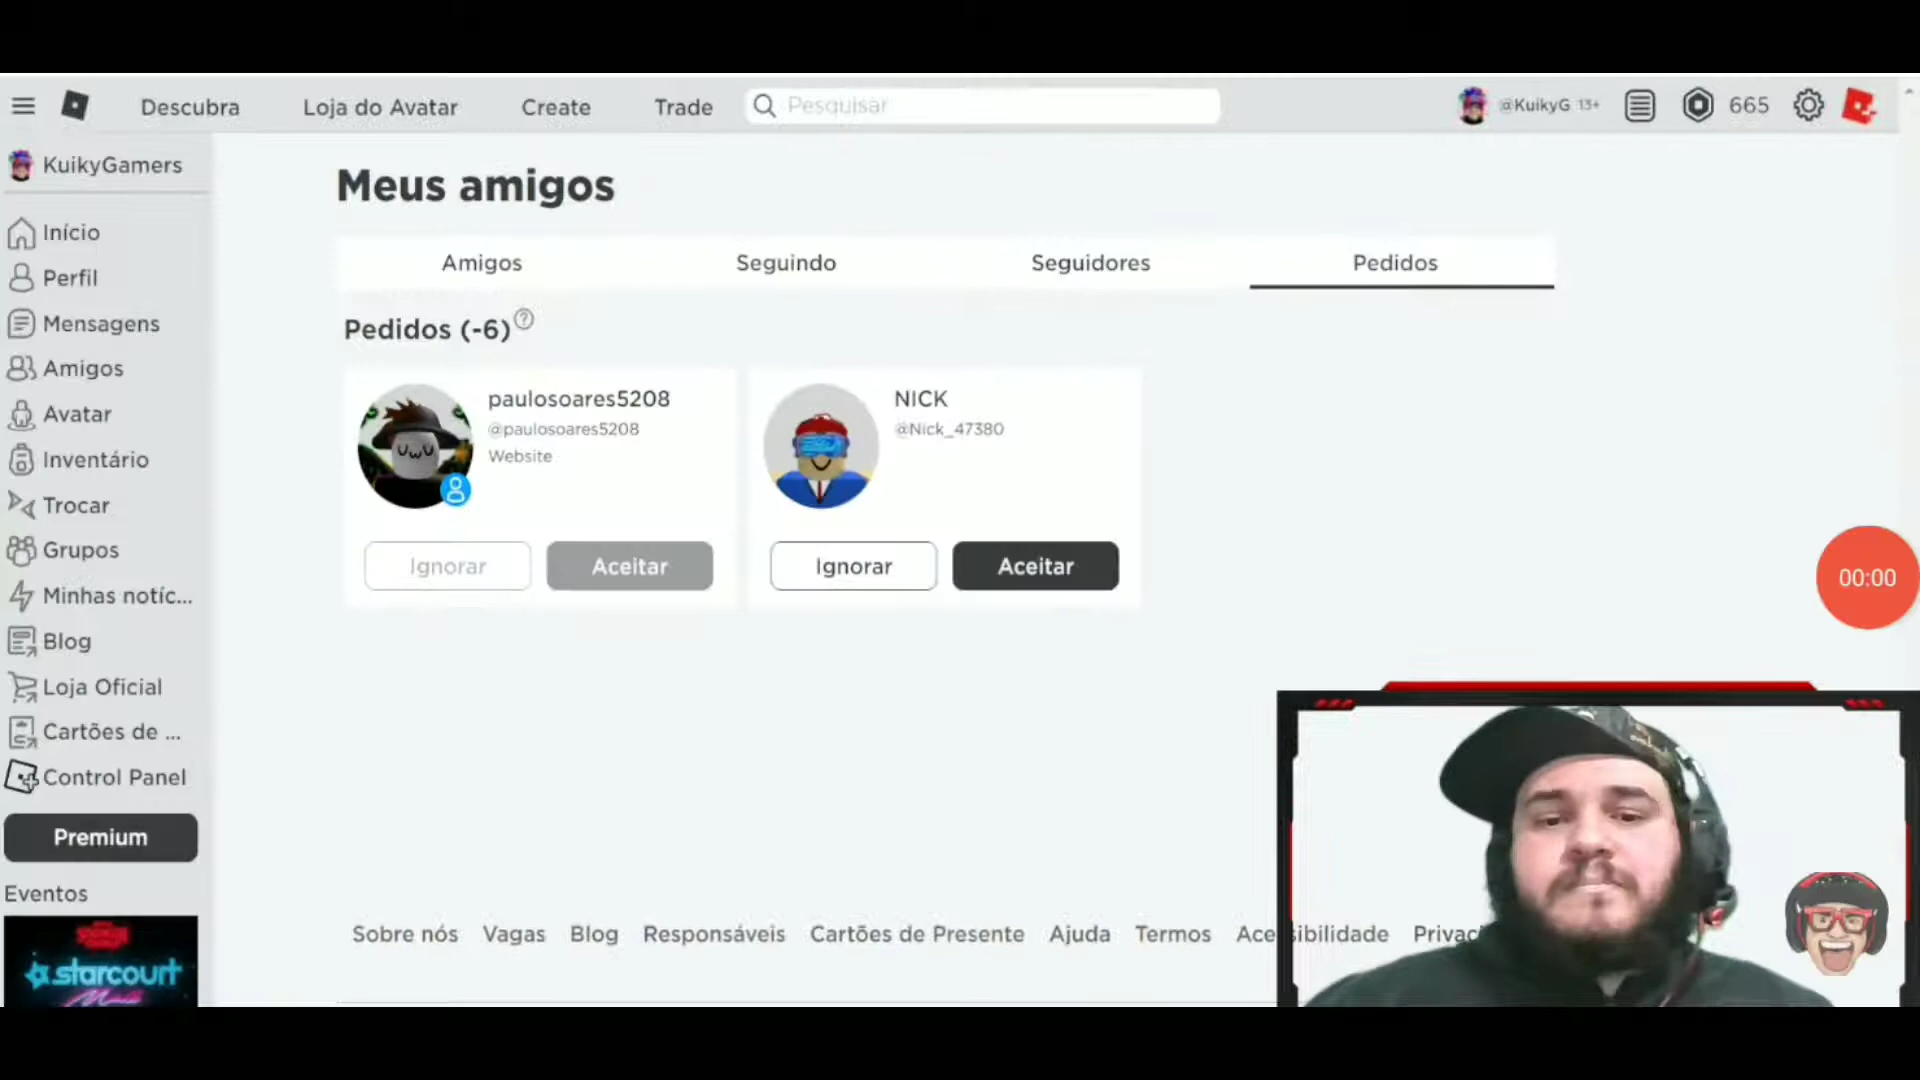 Descubra
Loja do Avatar
Create
Trade
Pesquisar
@KuikyG 13+
665
KuikyGamers
Início
Perfil
Mensagens
Amigos
Avatar
Inventário
Trocar
Grupos
Minhas notíc...
Blog
Loja Oficial
Cartões de ...
Control Panel
Premium
Eventos
starcourt
Mall
Meus amigos
Amigos
Seguindo
Seguidores
Pedidos
Pedidos (-6)
?
paulosoares5208
@paulosoares5208
Website
Ignorar
Aceitar
NICK
@Nick_47380
Ignorar
Aceitar
00:00
Sobre nós
Vagas
Blog
Responsáveis
Cartões de Presente
Ajuda
Termos